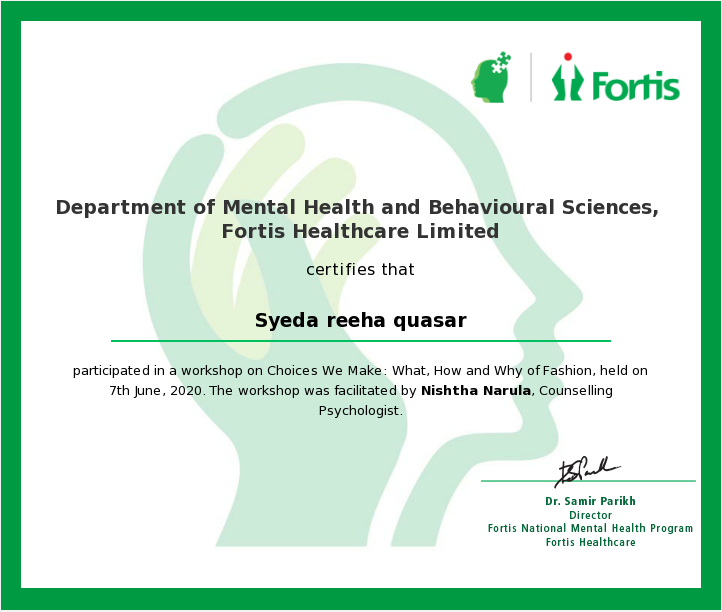 Fortis
Department of Mental Health and Behavioural Sciences,
Fortis Healthcare Limited
certifies that
Syeda reeha quasar
participated in a workshop on Choices We Make: What, How and Why of Fashion, held on
7th June, 2020. The workshop was facilitated by Nishtha Narula, Counselling
Psychologist.
Dr. Samir Parikh
Director
Fortis National Mental Health Program
Fortis Healthcare